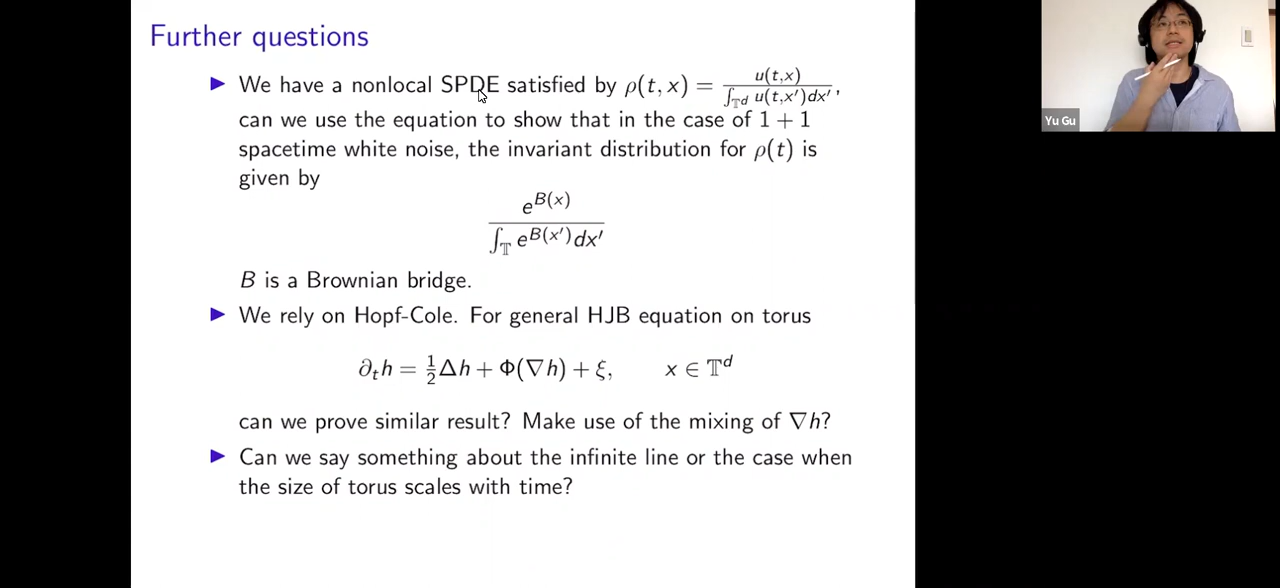 Further questions
▶ We have a nonlocal SPDE satisfied by ρ(t, x) = u(t,x) / ∫_{𝕋^d} u(t,x′)dx′ ,
can we use the equation to show that in the case of 1 + 1
spacetime white noise, the invariant distribution for ρ(t) is
given by
e^{B(x)} / ∫_𝕋 e^{B(x′)}dx′
B is a Brownian bridge.
▶ We rely on Hopf-Cole. For general HJB equation on torus
∂_t h = ½Δh + Φ(∇h) + ξ, x ∈ 𝕋^d
can we prove similar result? Make use of the mixing of ∇h?
▶ Can we say something about the infinite line or the case when
the size of torus scales with time?
Yu Gu